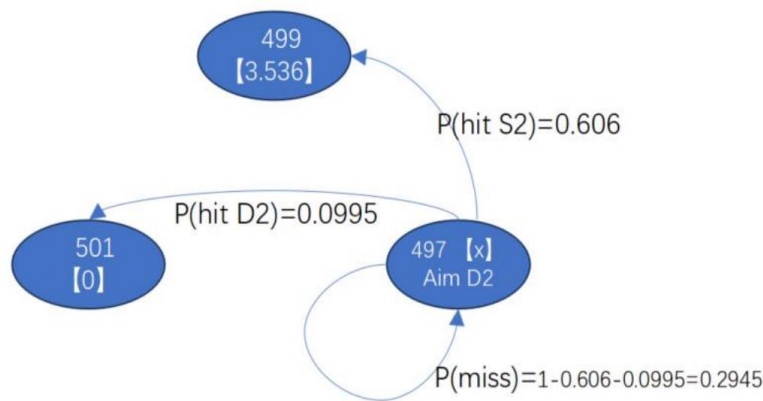 499
【3.536】
P(hit S2)=0.606
P(hit D2)=0.0995
501
【0】
497 【x】
Aim D2
P(miss)=1-0.606-0.0995=0.2945